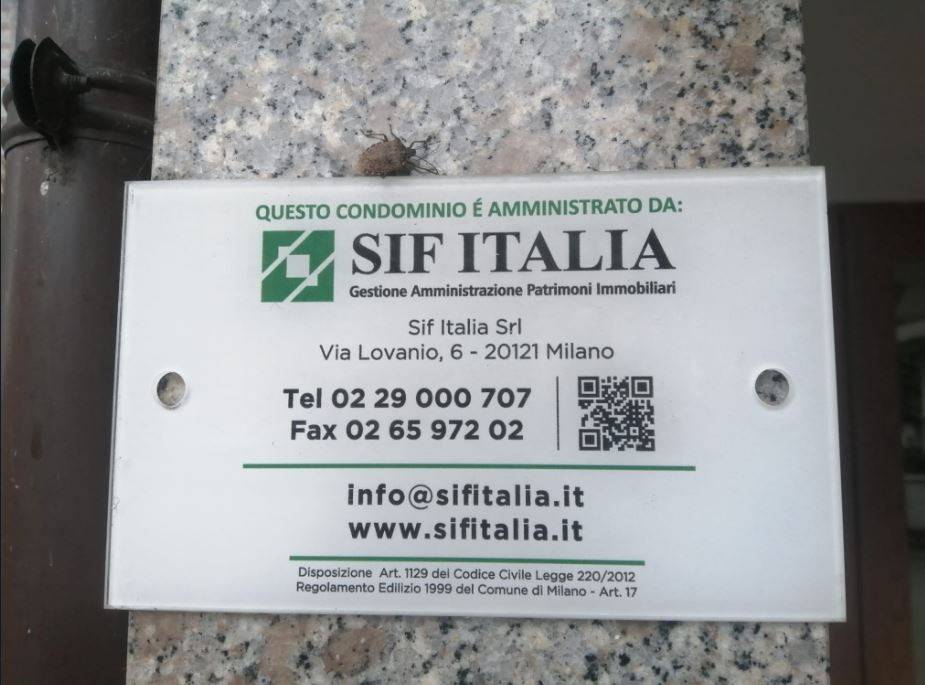 QUESTO CONDOMINIO É AMMINISTRATO DA:
SIF ITALIA
Gestione Amministrazione Patrimoni Immobiliari
Sif Italia Srl
Via Lovanio, 6 - 20121 Milano
Tel 02 29 000 707
Fax 02 65 972 02
info@sifitalia.it
www.sifitalia.it
Disposizione Art. 1129 dei Codice Civile Legge 220/2012
Regolamento Edilizio 1999 del Comune di Milano - Art. 17